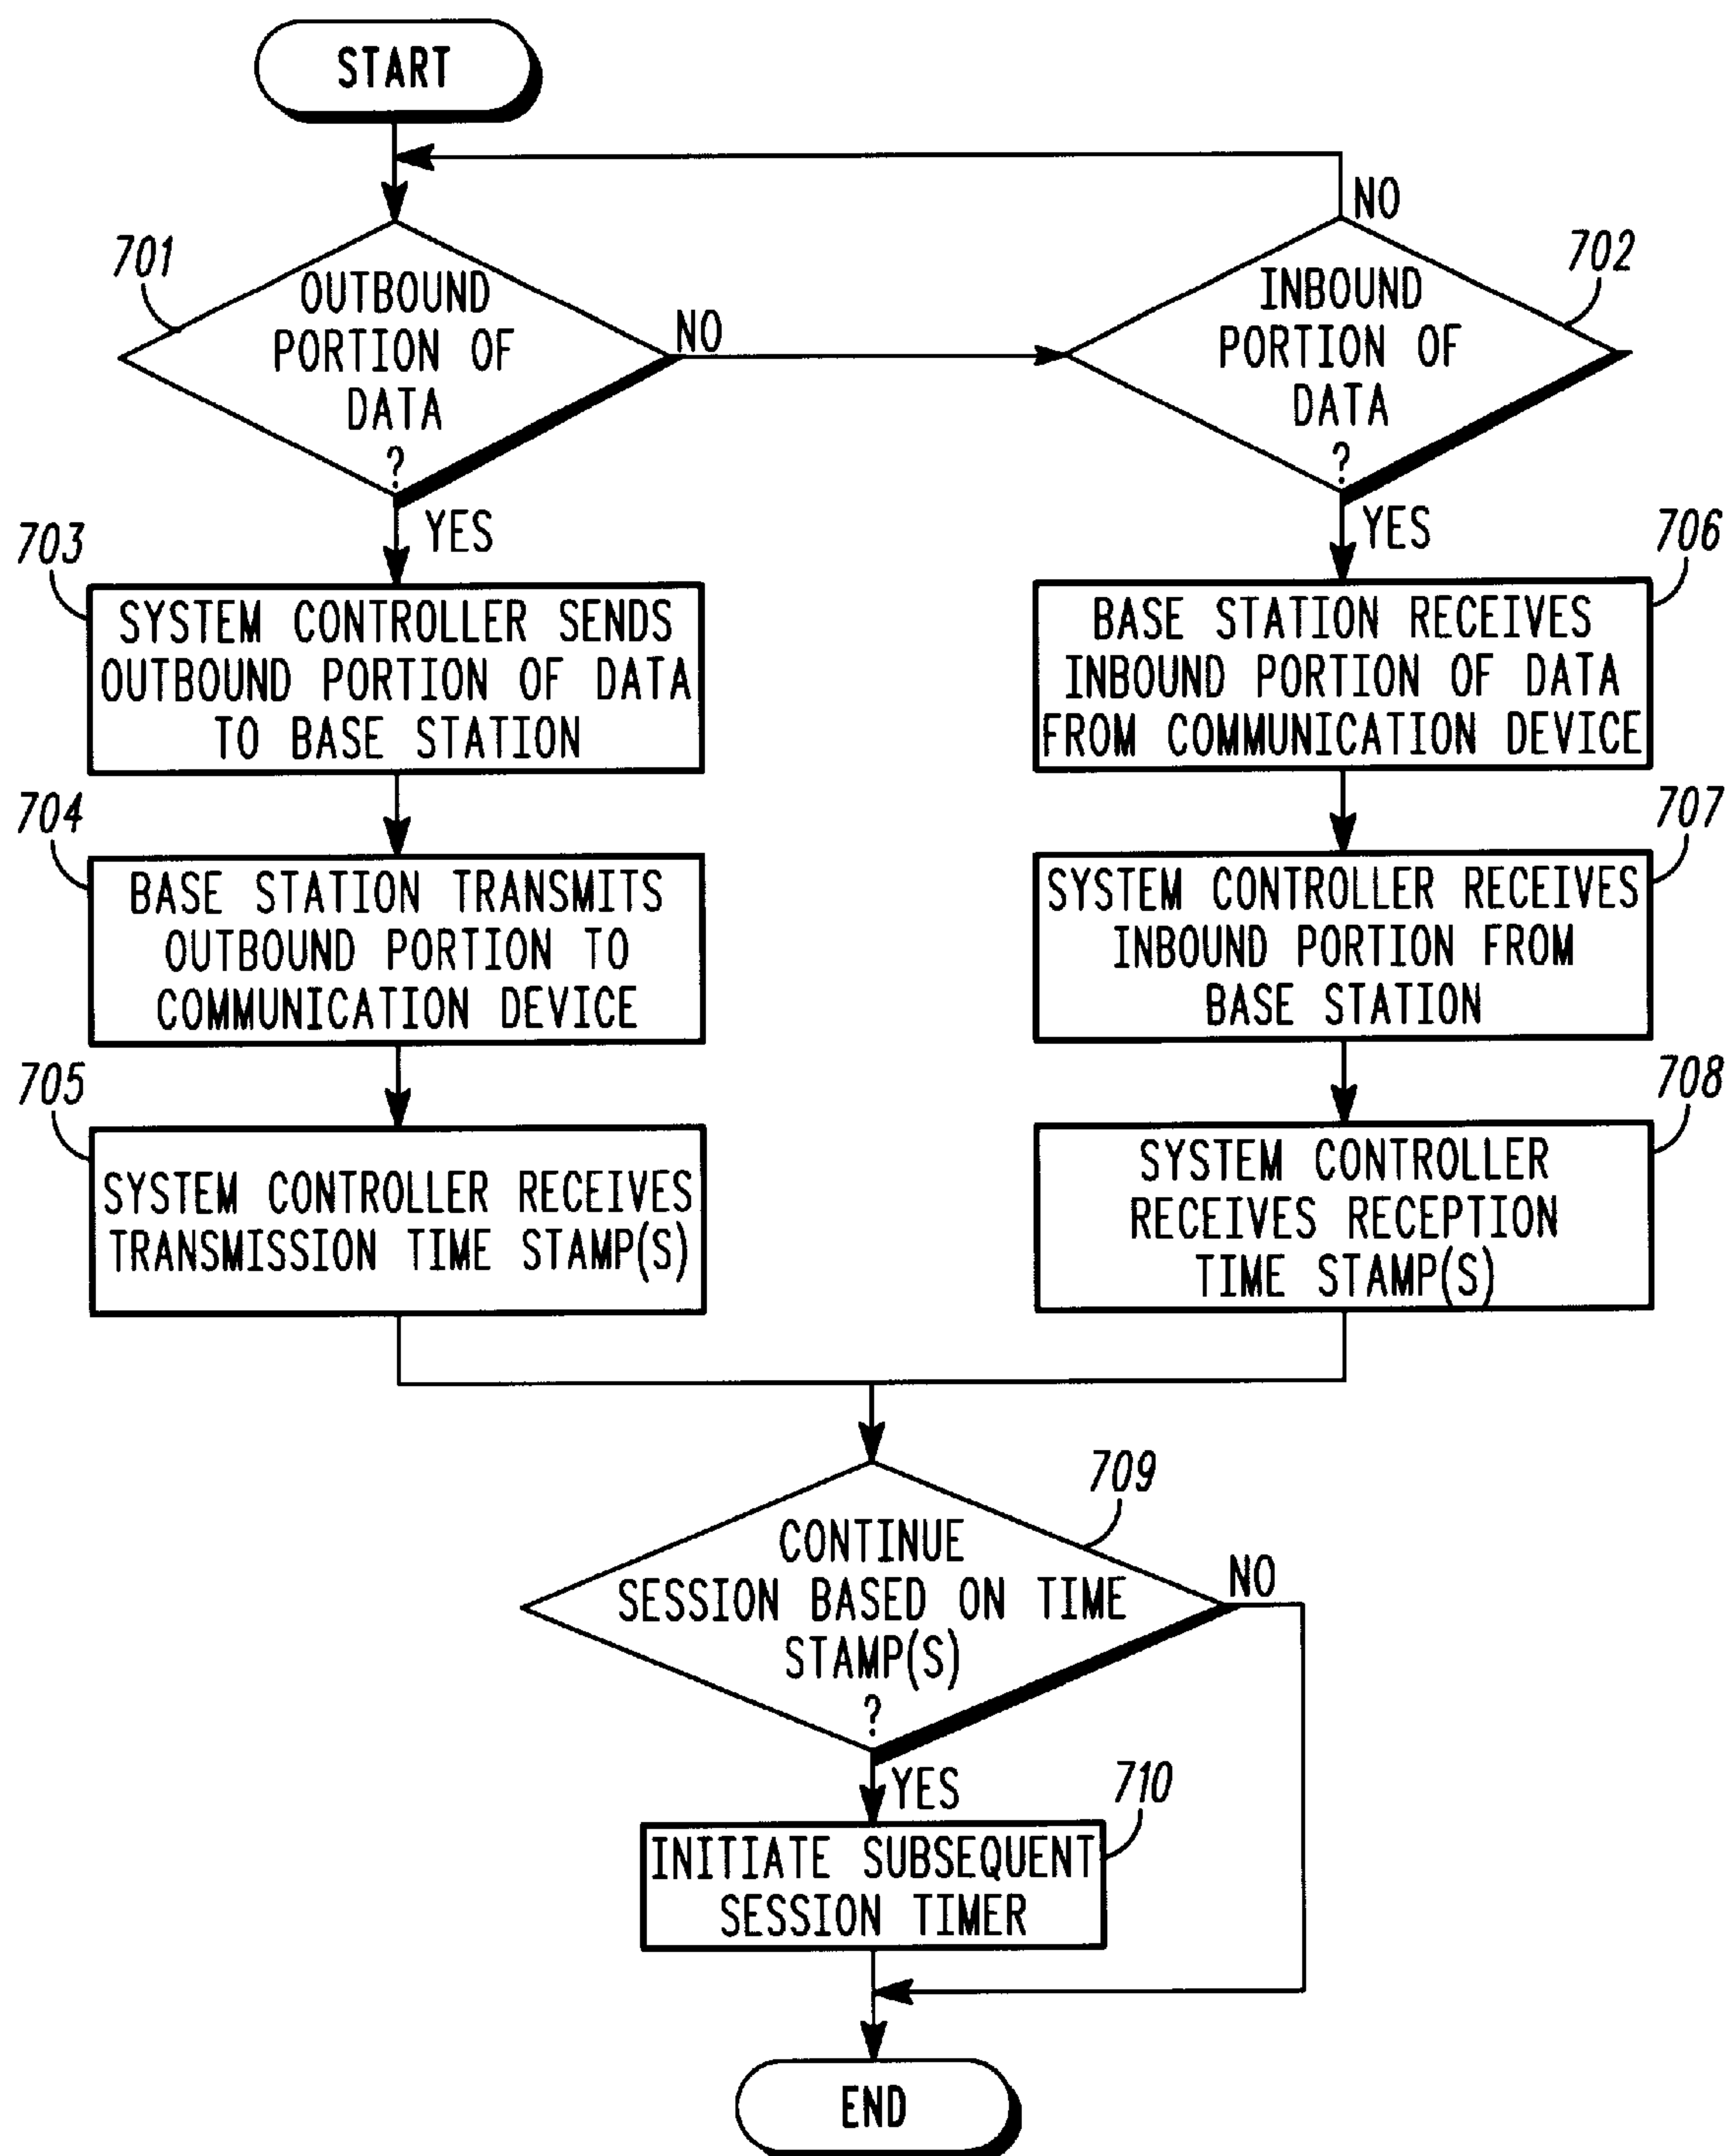 START
NO
701
702
OUTBOUND
PORTION OF
DATA
?
NO
INBOUND
PORTION OF
DATA
?
YES
YES
703
706
SYSTEM CONTROLLER SENDS
OUTBOUND PORTION OF DATA
TO BASE STATION
BASE STATION RECEIVES
INBOUND PORTION OF DATA
FROM COMMUNICATION DEVICE
704
707
BASE STATION TRANSMITS
OUTBOUND PORTION TO
COMMUNICATION DEVICE
SYSTEM CONTROLLER RECEIVES
INBOUND PORTION FROM
BASE STATION
705
708
SYSTEM CONTROLLER RECEIVES
TRANSMISSION TIME STAMP(S)
SYSTEM CONTROLLER
RECEIVES RECEPTION
TIME STAMP(S)
709
CONTINUE
SESSION BASED ON TIME
STAMP(S)
?
NO
YES
710
INITIATE SUBSEQUENT
SESSION TIMER
END